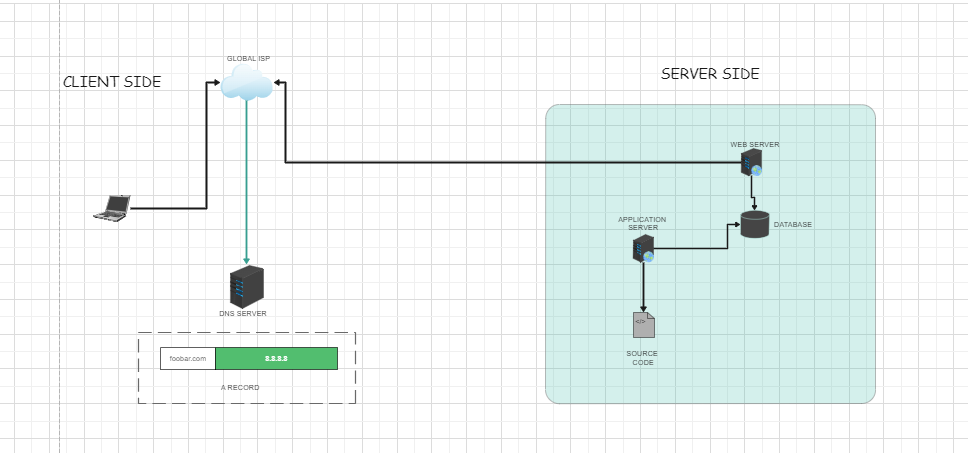 GLOBAL ISP
CLIENT SIDE
SERVER SIDE
WEB SERVER
APPLICATION
SERVER
DATABASE
DNS SERVER
</>
foobar.com 8.8.8.8
SOURCE
CODE
A RECORD